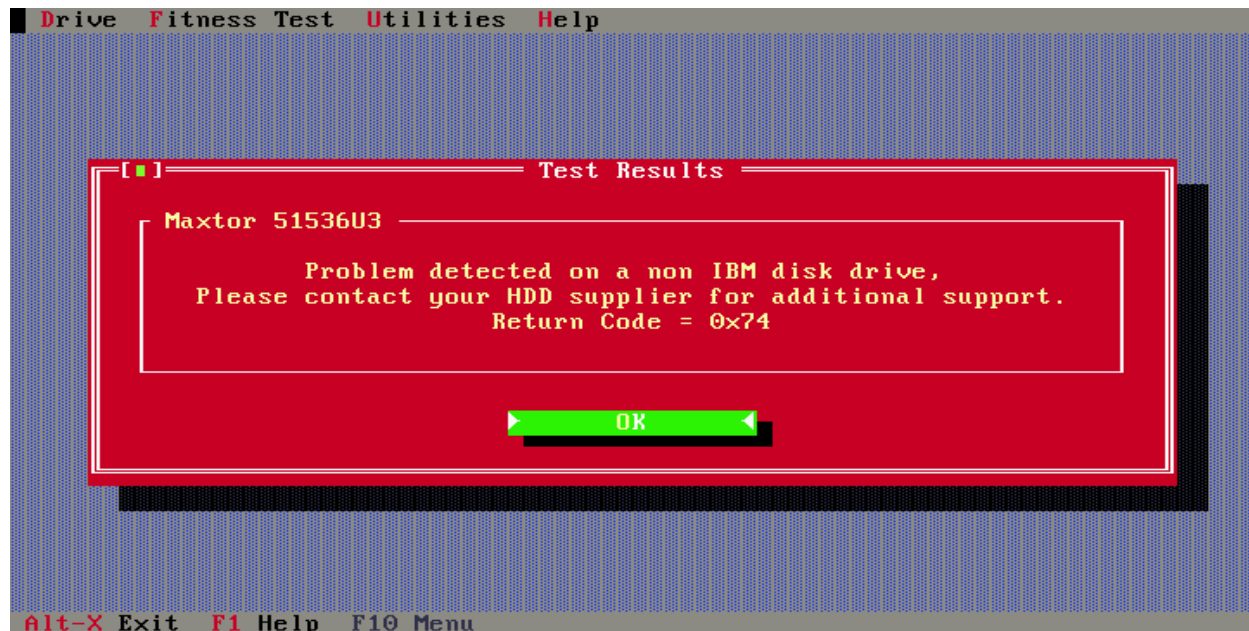 Drive Fitness Test Utilities Help
Test Results
Maxtor 51536U3
Problem detected on a non IBM disk drive,
Please contact your HDD supplier for additional support.
Return Code = 0x74
OK
Alt-X Exit F1 Help F10 Menu